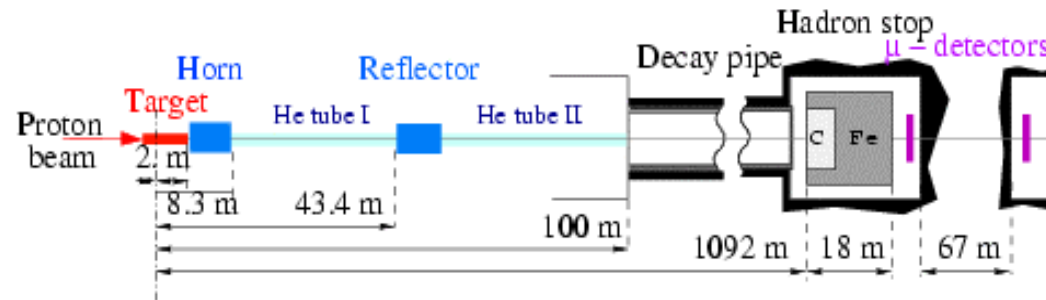 Hadron stop
μ – detectors
Decay pipe
Horn
Reflector
Target
He tube I
He tube II
Proton
beam
C
Fe
2. m
8.3 m
43.4 m
100 m
1092 m
18 m
67 m